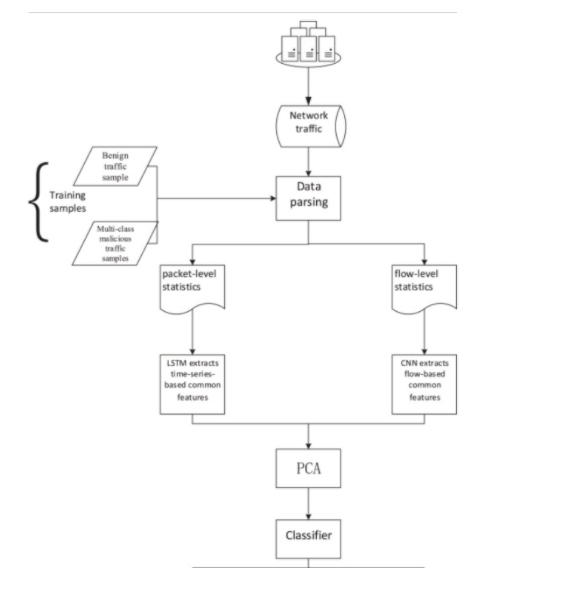 Network
traffic
Benign
traffic
sample
Training
samples
Data
parsing
Multi-class
malicious
traffic
samples
packet-level
statistics
flow-level
statistics
LSTM extracts
time-series-
based common
features
CNN extracts
flow-based
common
features
PCA
Classifier